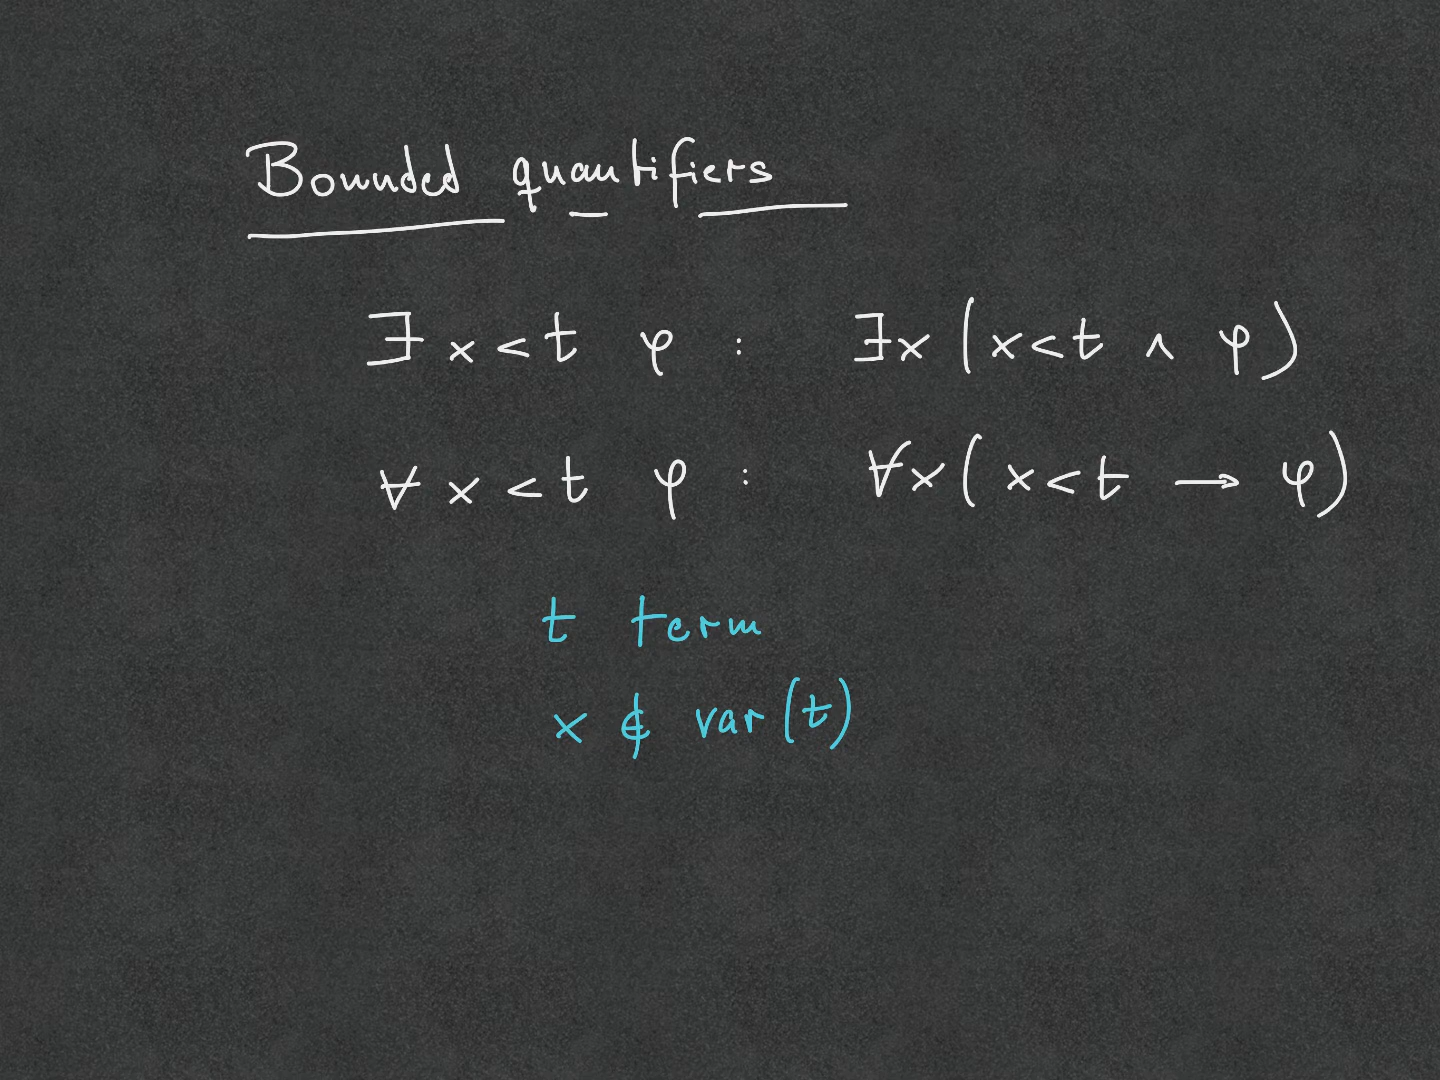 Bounded quantifiers
∃ x < t φ : ∃x (x < t ∧ φ)
∀ x < t φ : ∀x (x < t → φ)
t term
x ∉ var(t)